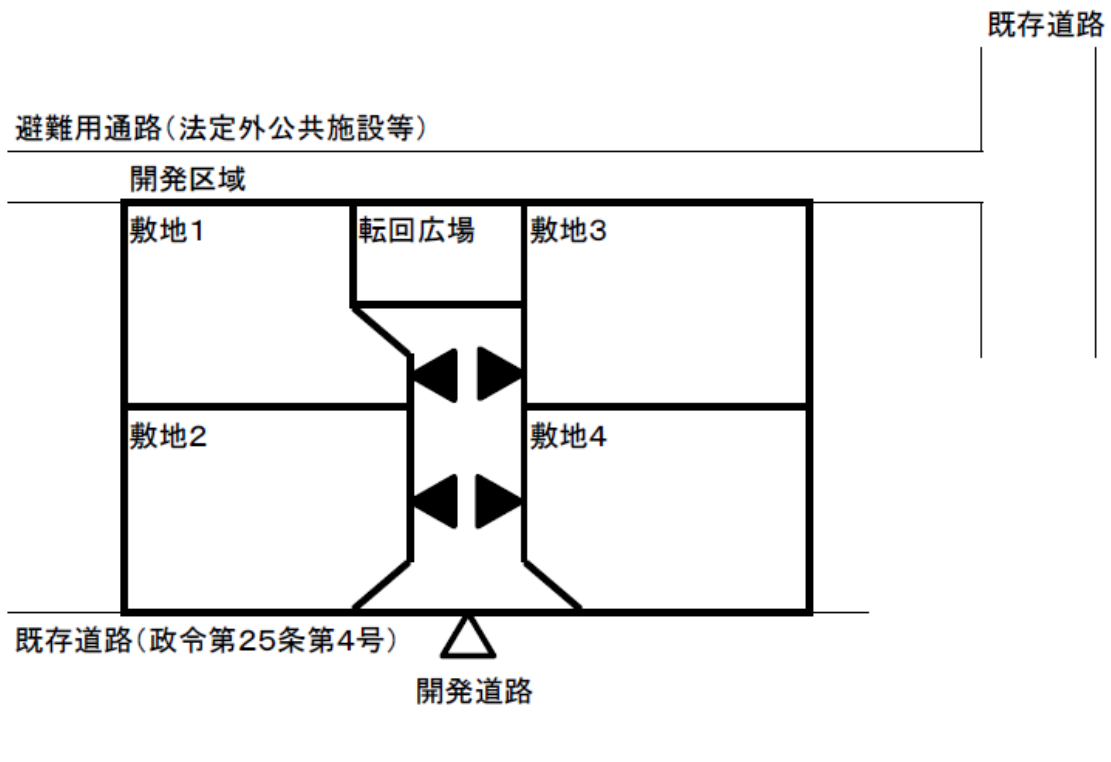 既存道路
避難用通路(法定外公共施設等)
開発区域
敷地1
転回広場
敷地3
敷地2
敷地4
既存道路(政令第25条第4号)
開発道路